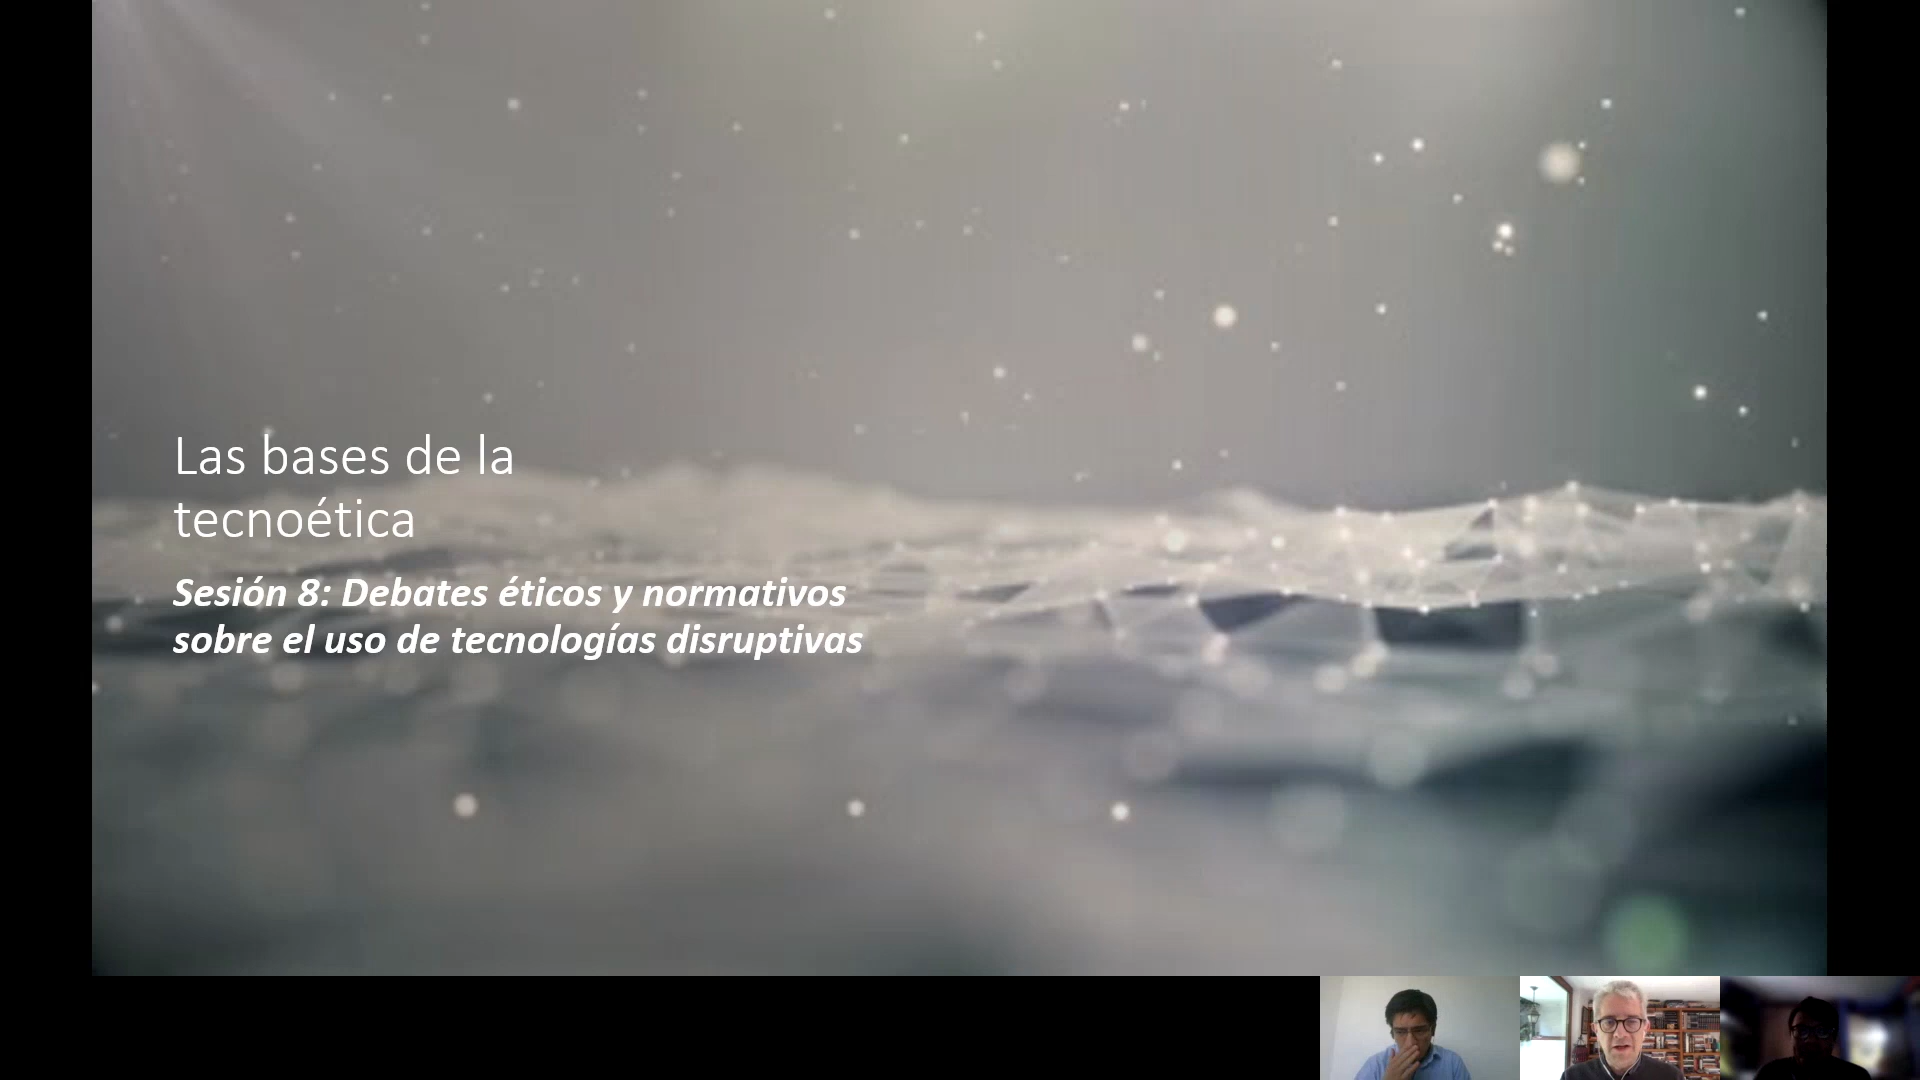 Las bases de la
tecnoética
Sesión 8: Debates éticos y normativos
sobre el uso de tecnologías disruptivas